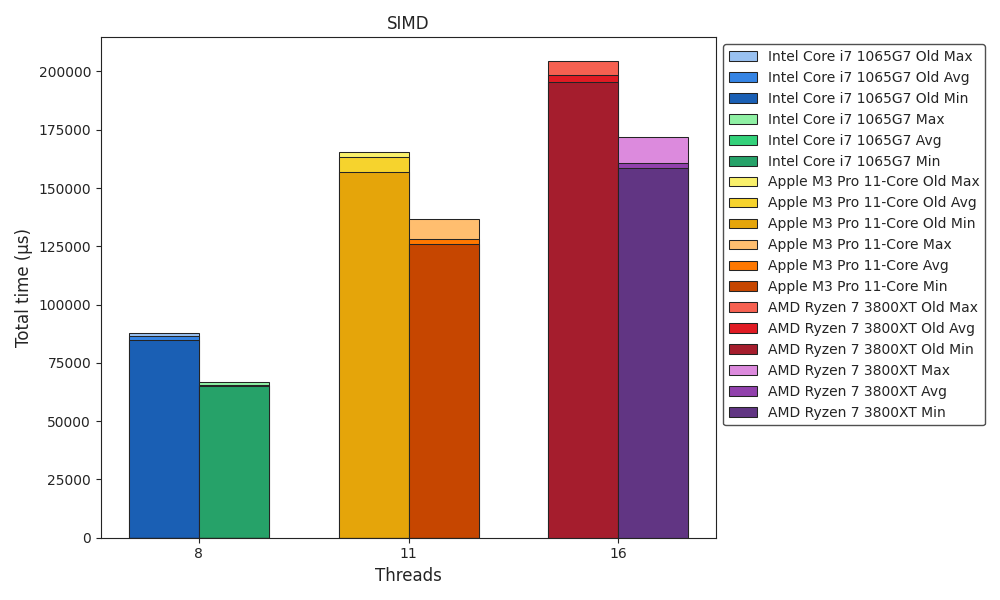 SIMD
Total time (µs)
200000
175000
150000
125000
100000
75000
50000
25000
0
8
11
16
Threads
Intel Core i7 1065G7 Old Max
Intel Core i7 1065G7 Old Avg
Intel Core i7 1065G7 Old Min
Intel Core i7 1065G7 Max
Intel Core i7 1065G7 Avg
Intel Core i7 1065G7 Min
Apple M3 Pro 11-Core Old Max
Apple M3 Pro 11-Core Old Avg
Apple M3 Pro 11-Core Old Min
Apple M3 Pro 11-Core Max
Apple M3 Pro 11-Core Avg
Apple M3 Pro 11-Core Min
AMD Ryzen 7 3800XT Old Max
AMD Ryzen 7 3800XT Old Avg
AMD Ryzen 7 3800XT Old Min
AMD Ryzen 7 3800XT Max
AMD Ryzen 7 3800XT Avg
AMD Ryzen 7 3800XT Min